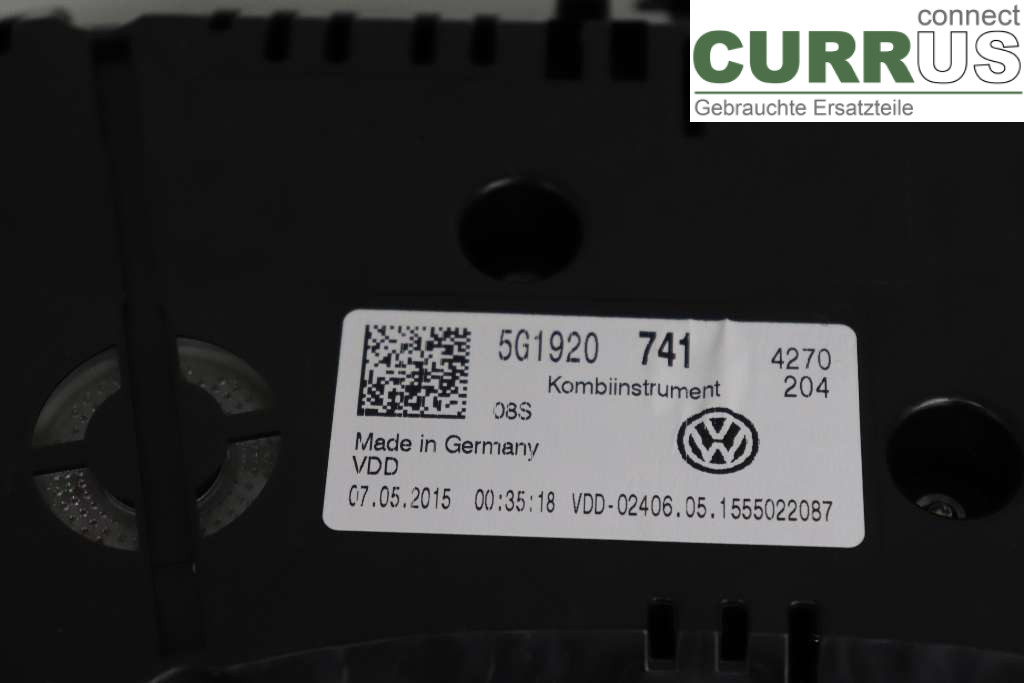 connect
CURRUS
Gebrauchte Ersatzteile
5G1920 741 4270
Kombiinstrument 204
08S
Made in Germany
VDD
07.05.2015 00:35:18 VDD-02406.05.1555022087